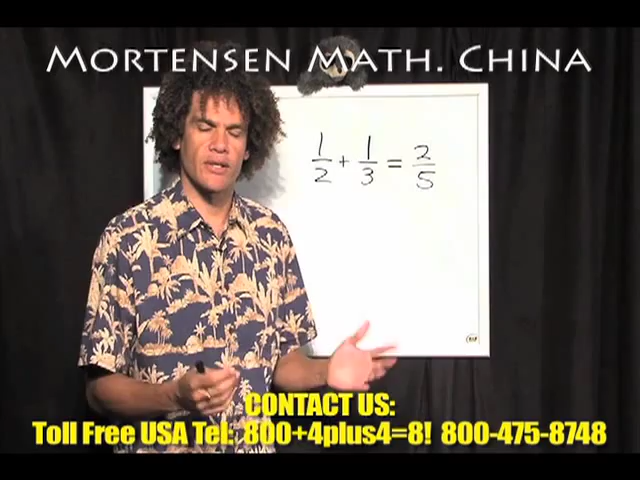 MORTENSEN MATH. CHINA
1/2 + 1/3 = 2/5
CONTACT US:
Toll Free USA Tel: 800+4plus4=8! 800-475-8748